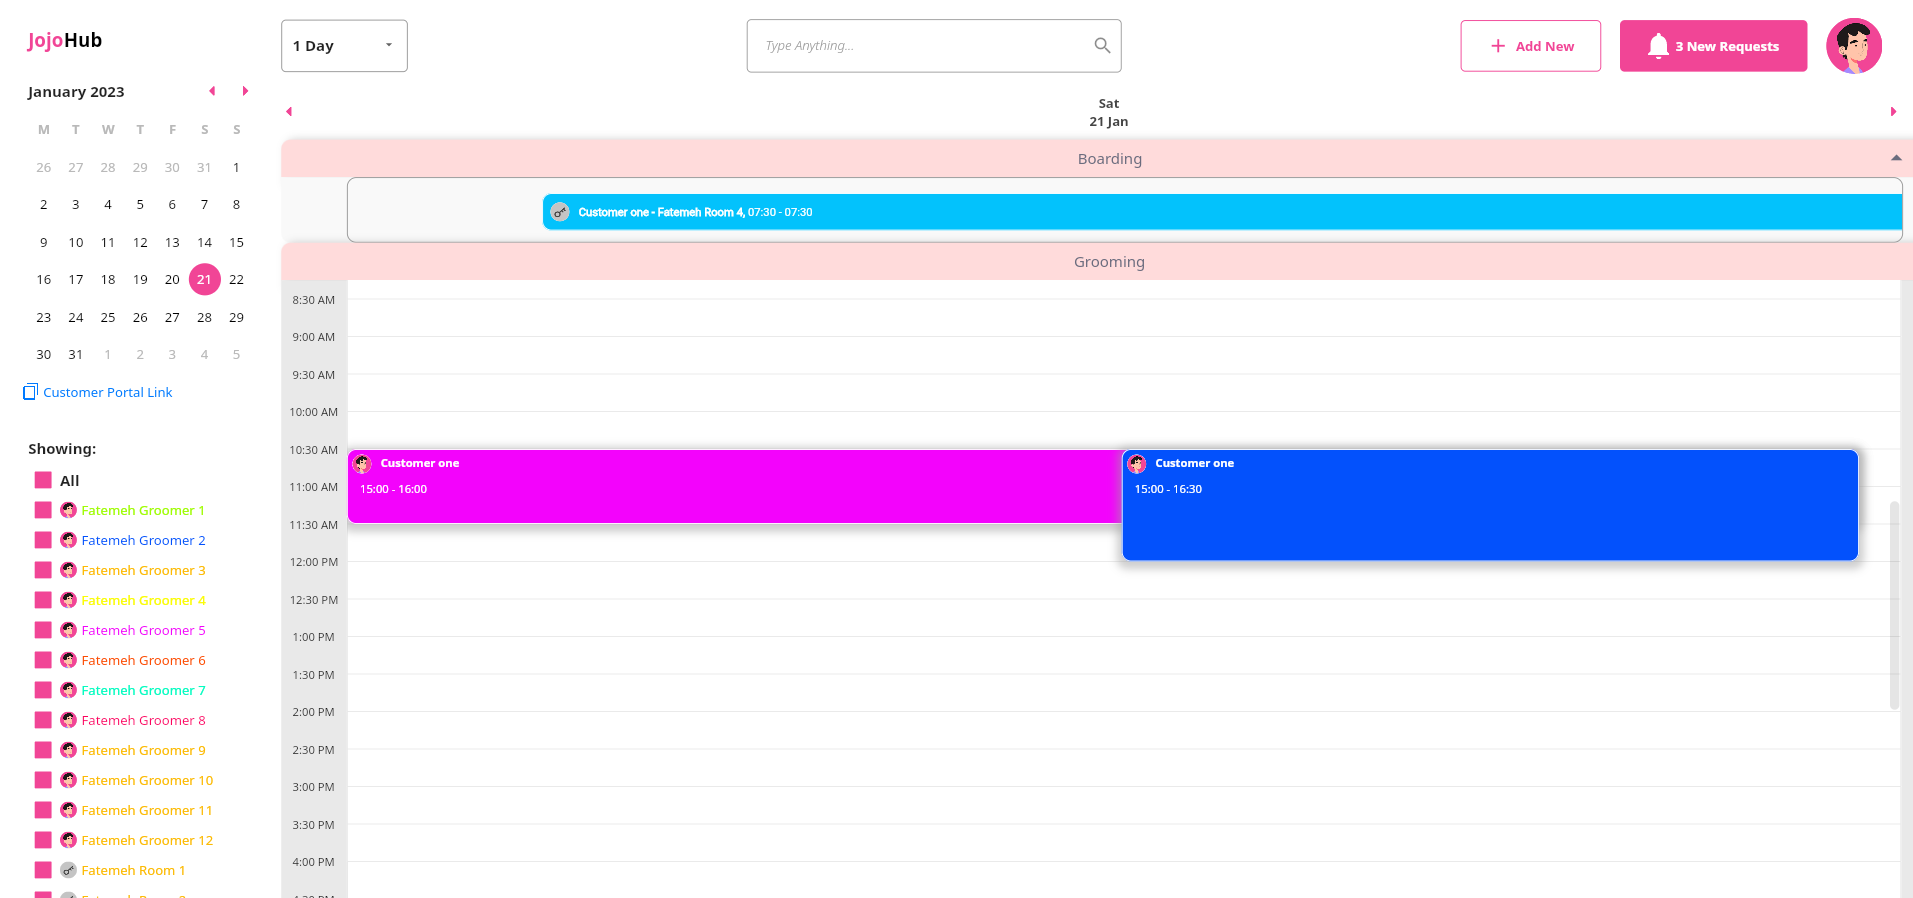 JojoHub
1 Day
Type Anything...
Add New
3 New Requests
January 2023
M T W T F S S
26 27 28 29 30 31 1
2 3 4 5 6 7 8
9 10 11 12 13 14 15
16 17 18 19 20 21 22
23 24 25 26 27 28 29
30 31 1 2 3 4 5
Customer Portal Link
Showing:
All
Fatemeh Groomer 1
Fatemeh Groomer 2
Fatemeh Groomer 3
Fatemeh Groomer 4
Fatemeh Groomer 5
Fatemeh Groomer 6
Fatemeh Groomer 7
Fatemeh Groomer 8
Fatemeh Groomer 9
Fatemeh Groomer 10
Fatemeh Groomer 11
Fatemeh Groomer 12
Fatemeh Room 1
Sat
21 Jan
Boarding
Customer one - Fatemeh Room 4, 07:30 - 07:30
Grooming
8:30 AM
9:00 AM
9:30 AM
10:00 AM
10:30 AM
11:00 AM
11:30 AM
12:00 PM
12:30 PM
1:00 PM
1:30 PM
2:00 PM
2:30 PM
3:00 PM
3:30 PM
4:00 PM
Customer one
15:00 - 16:00
Customer one
15:00 - 16:30